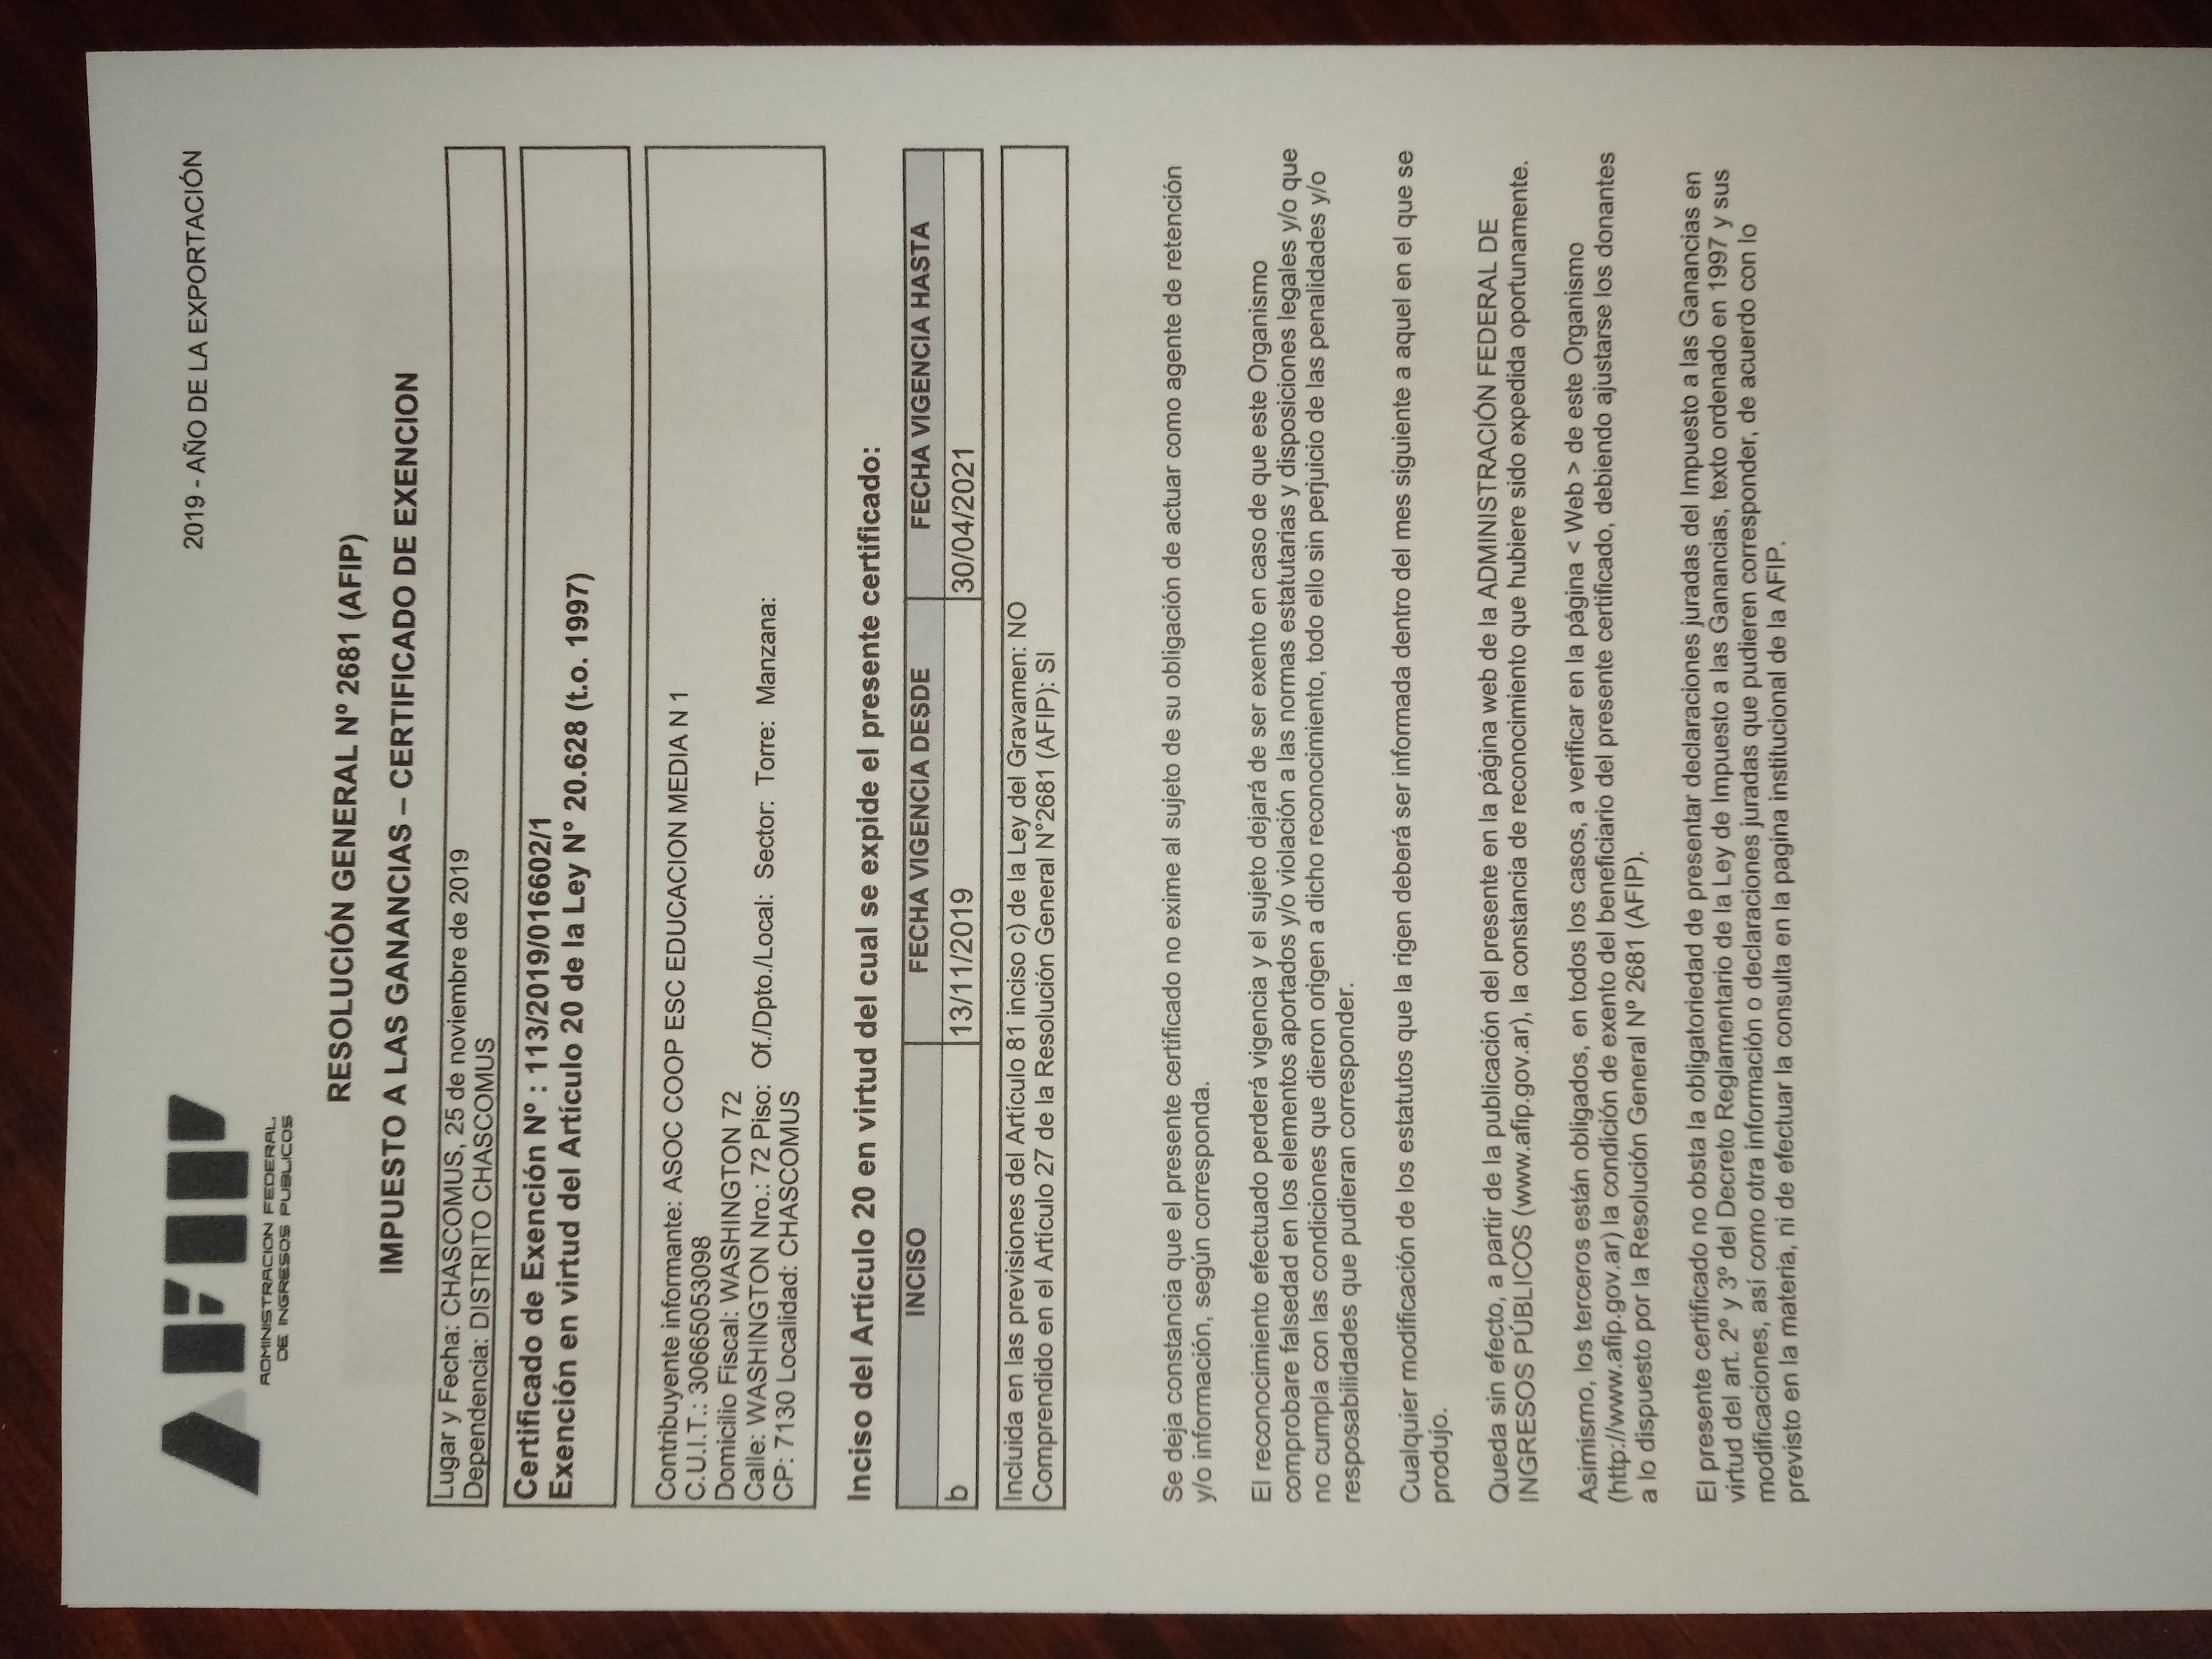 AFIP
ADMINISTRACION FEDERAL
DE INGRESOS PUBLICOS
2019 - AÑO DE LA EXPORTACIÓN
RESOLUCIÓN GENERAL Nº 2681 (AFIP)
IMPUESTO A LAS GANANCIAS – CERTIFICADO DE EXENCION
Lugar y Fecha: CHASCOMUS, 25 de noviembre de 2019
Dependencia: DISTRITO CHASCOMUS
Certificado de Exención Nº : 113/2019/016602/1
Exención en virtud del Artículo 20 de la Ley N° 20.628 (t.o. 1997)
Contribuyente informante: ASOC COOP ESC EDUCACION MEDIA N 1
C.U.I.T.: 30665053098
Domicilio Fiscal: WASHINGTON 72
Calle: WASHINGTON Nro.: 72 Piso: Of./Dpto./Local: Sector: Torre: Manzana:
CP: 7130 Localidad: CHASCOMUS
Inciso del Artículo 20 en virtud del cual se expide el presente certificado:
INCISO FECHA VIGENCIA DESDE FECHA VIGENCIA HASTA
b 13/11/2019 30/04/2021
Incluida en las previsiones del Artículo 81 inciso c) de la Ley del Gravamen: NO
Comprendido en el Artículo 27 de la Resolución General N°2681 (AFIP): SI
Se deja constancia que el presente certificado no exime al sujeto de su obligación de actuar como agente de retención
y/o información, según corresponda.
El reconocimiento efectuado perderá vigencia y el sujeto dejará de ser exento en caso de que este Organismo
comprobare falsedad en los elementos aportados y/o violación a las normas estatutarias y disposiciones legales y/o que
no cumpla con las condiciones que dieron origen a dicho reconocimiento, todo ello sin perjuicio de las penalidades y/o
resposabilidades que pudieran corresponder.
Cualquier modificación de los estatutos que la rigen deberá ser informada dentro del mes siguiente a aquel en el que se
produjo.
Queda sin efecto, a partir de la publicación del presente en la página web de la ADMINISTRACIÓN FEDERAL DE
INGRESOS PÚBLICOS (www.afip.gov.ar), la constancia de reconocimiento que hubiere sido expedida oportunamente.
Asimismo, los terceros están obligados, en todos los casos, a verificar en la página < Web > de este Organismo
(http://www.afip.gov.ar) la condición de exento del beneficiario del presente certificado, debiendo ajustarse los donantes
a lo dispuesto por la Resolución General Nº 2681 (AFIP).
El presente certificado no obsta la obligatoriedad de presentar declaraciones juradas del Impuesto a las Ganancias en
virtud del art. 2º y 3º del Decreto Reglamentario de la Ley de Impuesto a las Ganancias, texto ordenado en 1997 y sus
modificaciones, así como otra información o declaraciones juradas que pudieren corresponder, de acuerdo con lo
previsto en la materia, ni de efectuar la consulta en la pagina institucional de la AFIP.